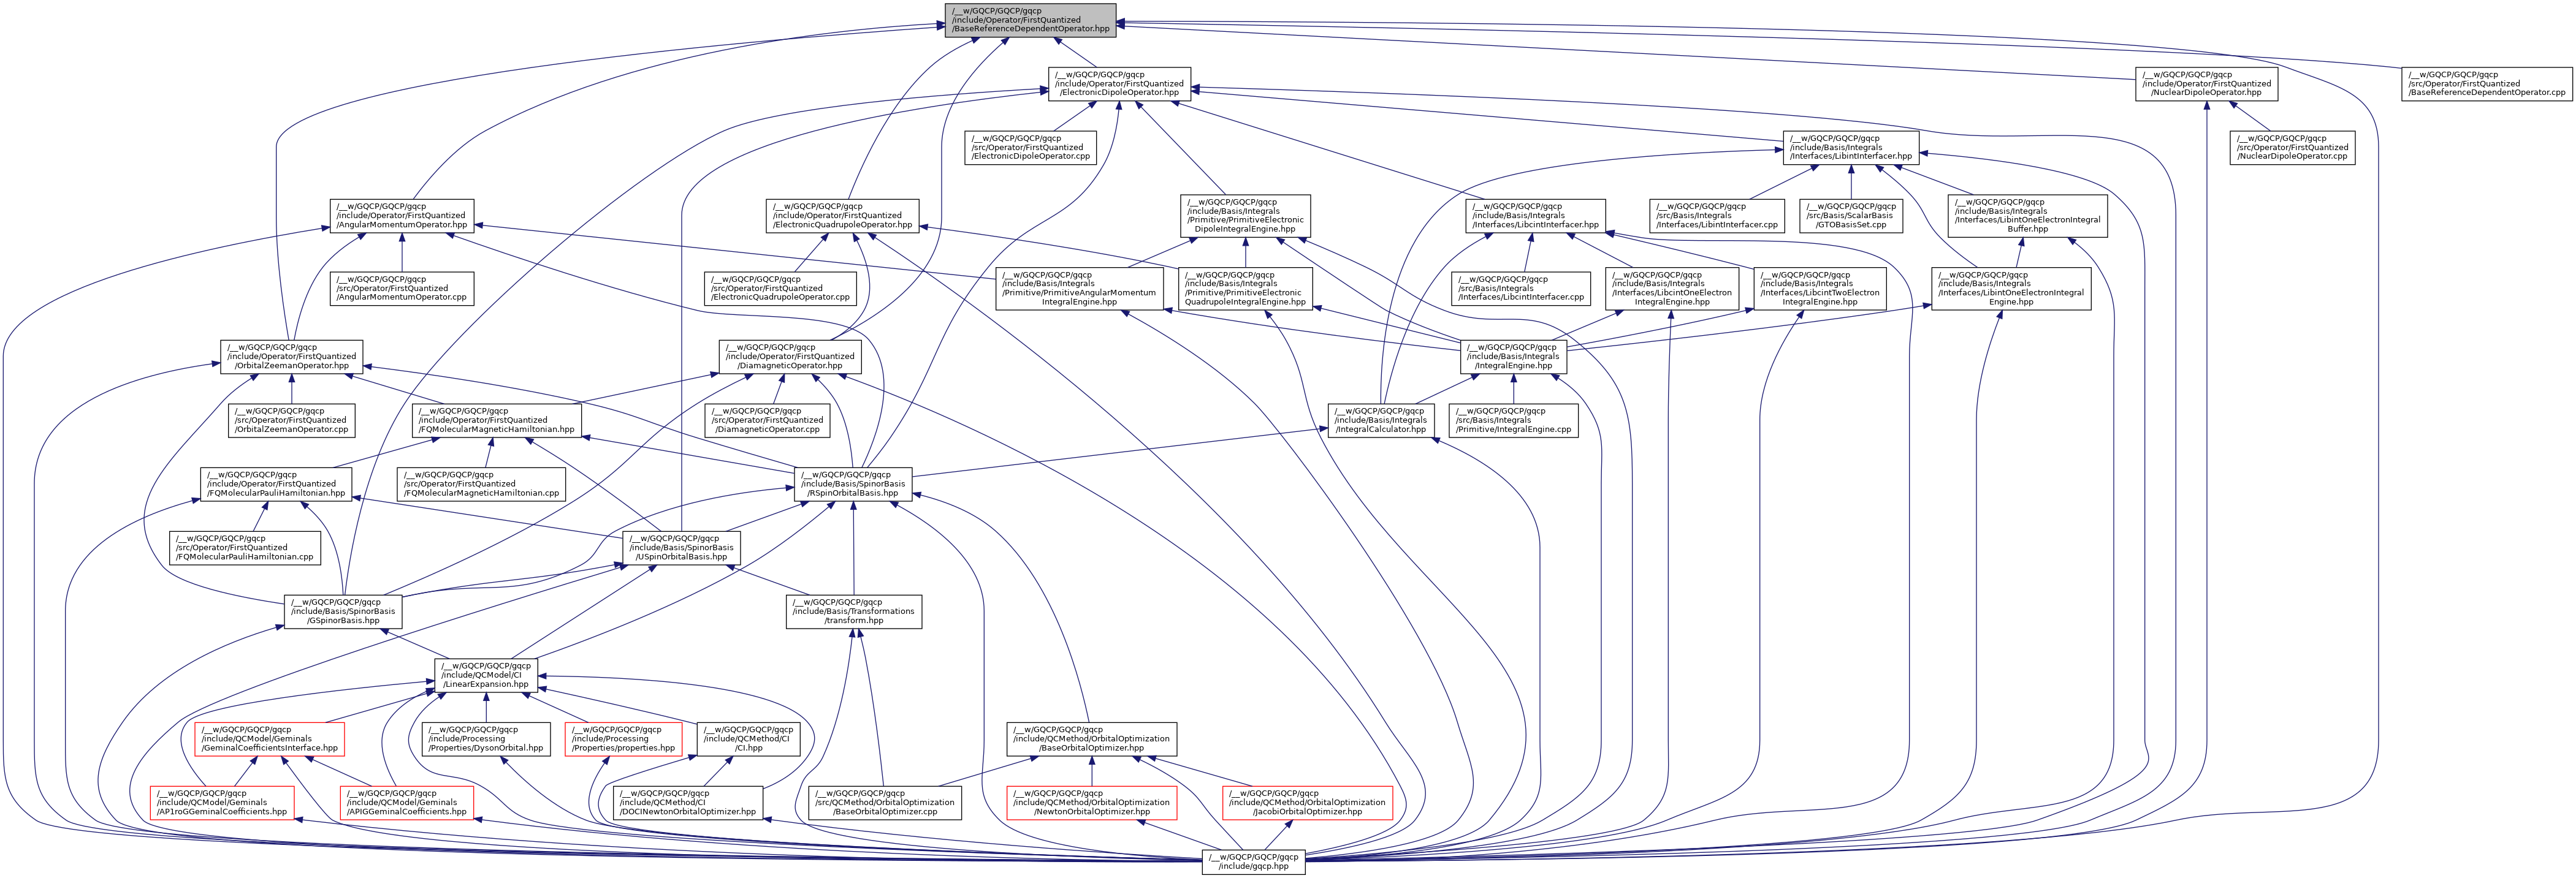 /__w/GQCP/GQCP/gqcp
/include/Operator/FirstQuantized
/BaseReferenceDependentOperator.hpp
/__w/GQCP/GQCP/gqcp
/include/Operator/FirstQuantized
/ElectronicDipoleOperator.hpp
/__w/GQCP/GQCP/gqcp
/include/Operator/FirstQuantized
/NuclearDipoleOperator.hpp
/__w/GQCP/GQCP/gqcp
/src/Operator/FirstQuantized
/BaseReferenceDependentOperator.cpp
/__w/GQCP/GQCP/gqcp
/src/Operator/FirstQuantized
/ElectronicDipoleOperator.cpp
/__w/GQCP/GQCP/gqcp
/include/Basis/Integrals
/Interfaces/LibintInterfacer.hpp
/__w/GQCP/GQCP/gqcp
/src/Operator/FirstQuantized
/NuclearDipoleOperator.cpp
/__w/GQCP/GQCP/gqcp
/include/Operator/FirstQuantized
/AngularMomentumOperator.hpp
/__w/GQCP/GQCP/gqcp
/include/Operator/FirstQuantized
/ElectronicQuadrupoleOperator.hpp
/__w/GQCP/GQCP/gqcp
/include/Basis/Integrals
/Primitive/PrimitiveElectronic
DipoleIntegralEngine.hpp
/__w/GQCP/GQCP/gqcp
/include/Basis/Integrals
/Interfaces/LibcintInterfacer.hpp
/__w/GQCP/GQCP/gqcp
/src/Basis/Integrals
/Interfaces/LibintInterfacer.cpp
/__w/GQCP/GQCP/gqcp
/src/Basis/ScalarBasis
/GTOBasisSet.cpp
/__w/GQCP/GQCP/gqcp
/include/Basis/Integrals
/Interfaces/LibintOneElectronIntegral
Buffer.hpp
/__w/GQCP/GQCP/gqcp
/src/Operator/FirstQuantized
/AngularMomentumOperator.cpp
/__w/GQCP/GQCP/gqcp
/src/Operator/FirstQuantized
/ElectronicQuadrupoleOperator.cpp
/__w/GQCP/GQCP/gqcp
/include/Basis/Integrals
/Primitive/PrimitiveAngularMomentum
IntegralEngine.hpp
/__w/GQCP/GQCP/gqcp
/include/Basis/Integrals
/Primitive/PrimitiveElectronic
QuadrupoleIntegralEngine.hpp
/__w/GQCP/GQCP/gqcp
/src/Basis/Integrals
/Interfaces/LibcintInterfacer.cpp
/__w/GQCP/GQCP/gqcp
/include/Basis/Integrals
/Interfaces/LibcintOneElectron
IntegralEngine.hpp
/__w/GQCP/GQCP/gqcp
/include/Basis/Integrals
/Interfaces/LibcintTwoElectron
IntegralEngine.hpp
/__w/GQCP/GQCP/gqcp
/include/Basis/Integrals
/Interfaces/LibintOneElectronIntegral
Engine.hpp
/__w/GQCP/GQCP/gqcp
/include/Operator/FirstQuantized
/OrbitalZeemanOperator.hpp
/__w/GQCP/GQCP/gqcp
/include/Operator/FirstQuantized
/DiamagneticOperator.hpp
/__w/GQCP/GQCP/gqcp
/include/Basis/Integrals
/IntegralEngine.hpp
/__w/GQCP/GQCP/gqcp
/src/Operator/FirstQuantized
/OrbitalZeemanOperator.cpp
/__w/GQCP/GQCP/gqcp
/include/Operator/FirstQuantized
/FQMolecularMagneticHamiltonian.hpp
/__w/GQCP/GQCP/gqcp
/src/Operator/FirstQuantized
/DiamagneticOperator.cpp
/__w/GQCP/GQCP/gqcp
/include/Basis/Integrals
/IntegralCalculator.hpp
/__w/GQCP/GQCP/gqcp
/src/Basis/Integrals
/Primitive/IntegralEngine.cpp
/__w/GQCP/GQCP/gqcp
/include/Operator/FirstQuantized
/FQMolecularPauliHamiltonian.hpp
/__w/GQCP/GQCP/gqcp
/src/Operator/FirstQuantized
/FQMolecularMagneticHamiltonian.cpp
/__w/GQCP/GQCP/gqcp
/include/Basis/SpinorBasis
/RSpinOrbitalBasis.hpp
/__w/GQCP/GQCP/gqcp
/src/Operator/FirstQuantized
/FQMolecularPauliHamiltonian.cpp
/__w/GQCP/GQCP/gqcp
/include/Basis/SpinorBasis
/USpinOrbitalBasis.hpp
/__w/GQCP/GQCP/gqcp
/include/Basis/SpinorBasis
/GSpinorBasis.hpp
/__w/GQCP/GQCP/gqcp
/include/Basis/Transformations
/transform.hpp
/__w/GQCP/GQCP/gqcp
/include/QCModel/CI
/LinearExpansion.hpp
/__w/GQCP/GQCP/gqcp
/include/QCModel/Geminals
/GeminalCoefficientsInterface.hpp
/__w/GQCP/GQCP/gqcp
/include/Processing
/Properties/DysonOrbital.hpp
/__w/GQCP/GQCP/gqcp
/include/Processing
/Properties/properties.hpp
/__w/GQCP/GQCP/gqcp
/include/QCMethod/CI
/CI.hpp
/__w/GQCP/GQCP/gqcp
/include/QCMethod/OrbitalOptimization
/BaseOrbitalOptimizer.hpp
/__w/GQCP/GQCP/gqcp
/include/QCModel/Geminals
/AP1roGGeminalCoefficients.hpp
/__w/GQCP/GQCP/gqcp
/include/QCModel/Geminals
/APIGGeminalCoefficients.hpp
/__w/GQCP/GQCP/gqcp
/include/QCMethod/CI
/DOCINewtonOrbitalOptimizer.hpp
/__w/GQCP/GQCP/gqcp
/src/QCMethod/OrbitalOptimization
/BaseOrbitalOptimizer.cpp
/__w/GQCP/GQCP/gqcp
/include/QCMethod/OrbitalOptimization
/NewtonOrbitalOptimizer.hpp
/__w/GQCP/GQCP/gqcp
/include/QCMethod/OrbitalOptimization
/JacobiOrbitalOptimizer.hpp
/__w/GQCP/GQCP/gqcp
/include/gqcp.hpp